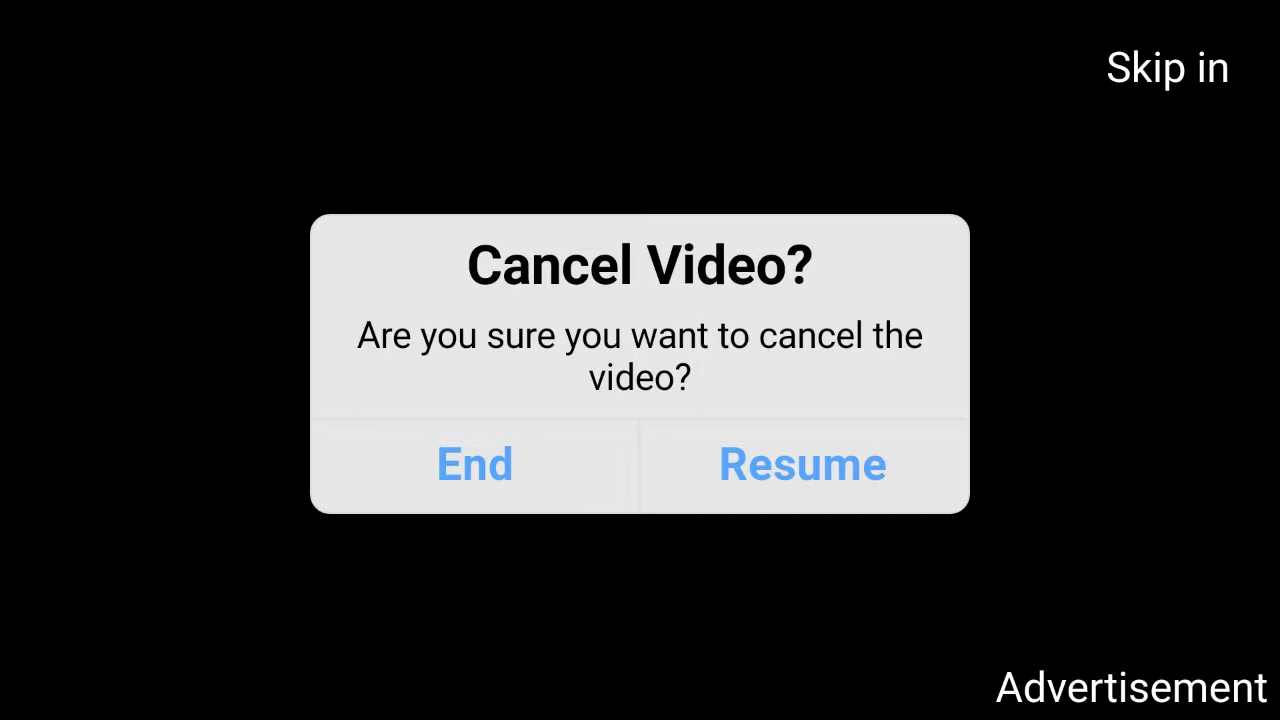 Skip in
Cancel Video?
Are you sure you want to cancel the
video?
End
Resume
Advertisement